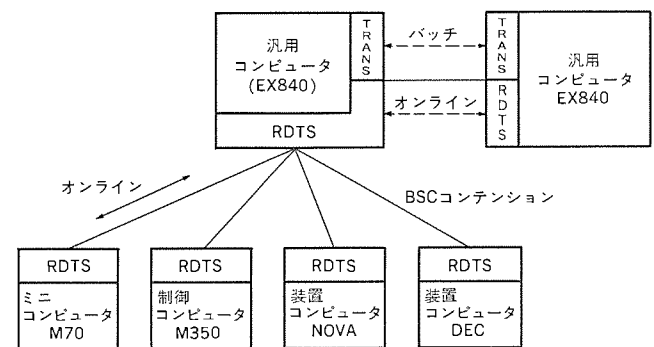 汎用
コンピュータ
(EX840)
TRANS
RDTS
バッチ
オンライン
TRANS
RDTS
汎用
コンピュータ
EX840
オンライン
BSCコンテンション
RDTS
ミニ
コンピュータ
M70
RDTS
制御
コンピュータ
M350
RDTS
装置
コンピュータ
NOVA
RDTS
装置
コンピュータ
DEC